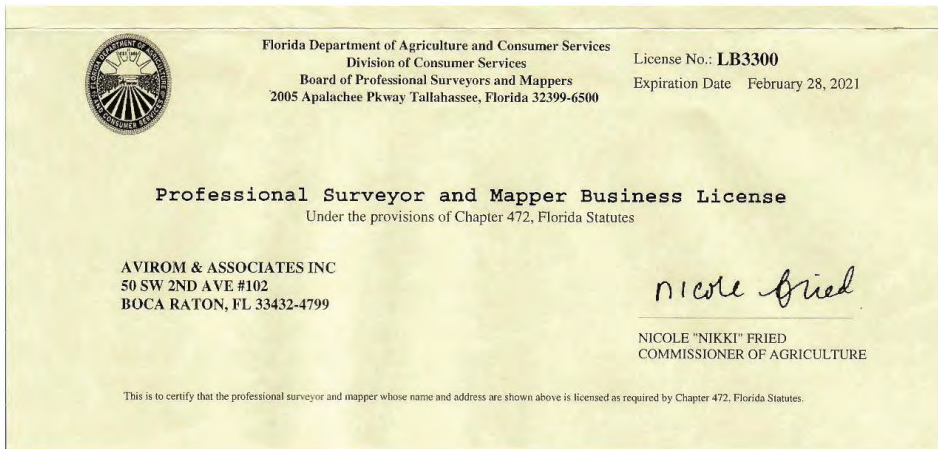 Florida Department of Agriculture and Consumer Services
Division of Consumer Services
Board of Professional Surveyors and Mappers
2005 Apalachee Pkway Tallahassee, Florida 32399-6500
License No.: LB3300
Expiration Date February 28, 2021
Professional Surveyor and Mapper Business License
Under the provisions of Chapter 472, Florida Statutes
AVIROM & ASSOCIATES INC
50 SW 2ND AVE #102
BOCA RATON, FL 33432-4799
nicole fried
NICOLE "NIKKI" FRIED
COMMISSIONER OF AGRICULTURE
This is to certify that the professional surveyor and mapper whose name and address are shown above is licensed as required by Chapter 472, Florida Statutes.